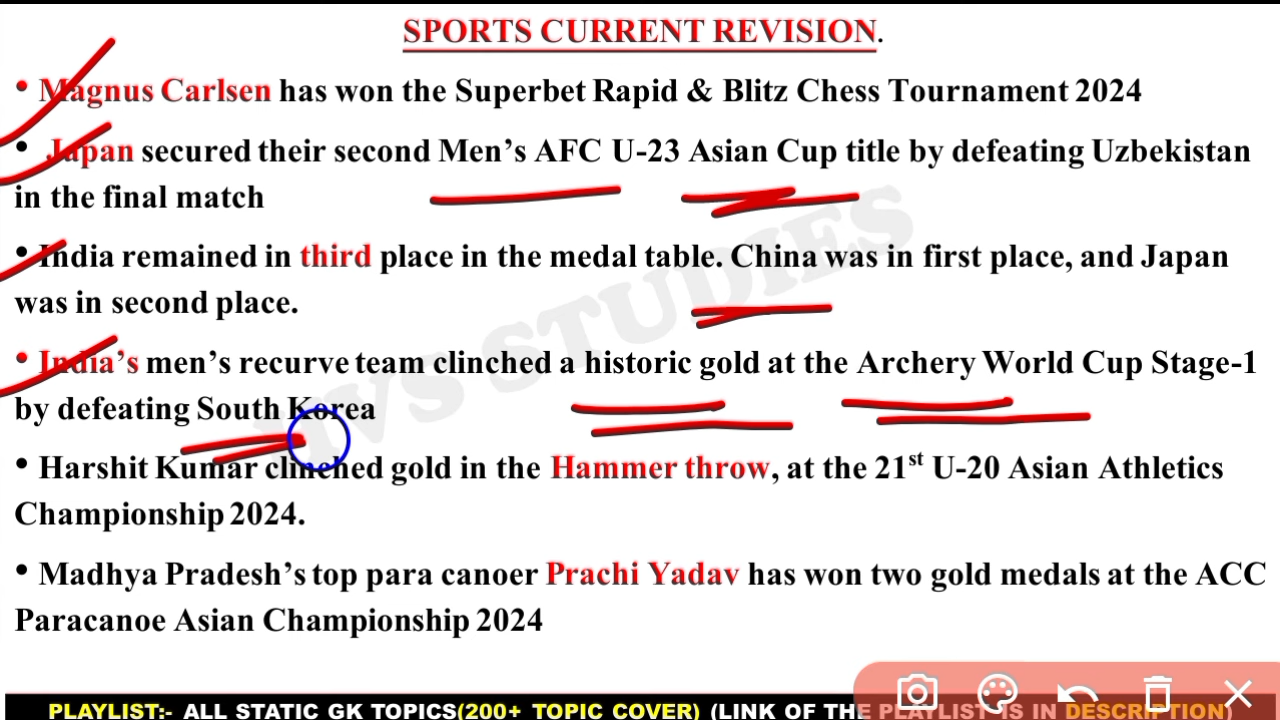 SPORTS CURRENT REVISION.
• Magnus Carlsen has won the Superbet Rapid & Blitz Chess Tournament 2024
• Japan secured their second Men's AFC U-23 Asian Cup title by defeating Uzbekistan
in the final match
• India remained in third place in the medal table. China was in first place, and Japan
was in second place.
• India's men's recurve team clinched a historic gold at the Archery World Cup Stage-1
by defeating South Korea
• Harshit Kumar clinched gold in the Hammer throw, at the 21st U-20 Asian Athletics
Championship 2024.
• Madhya Pradesh's top para canoer Prachi Yadav has won two gold medals at the ACC
Paracanoe Asian Championship 2024
PLAYLIST:- ALL STATIC GK TOPICS(200+ TOPIC COVER) (LINK OF THE PLAYLIST IS IN DESCRIPTION)
STUDIES